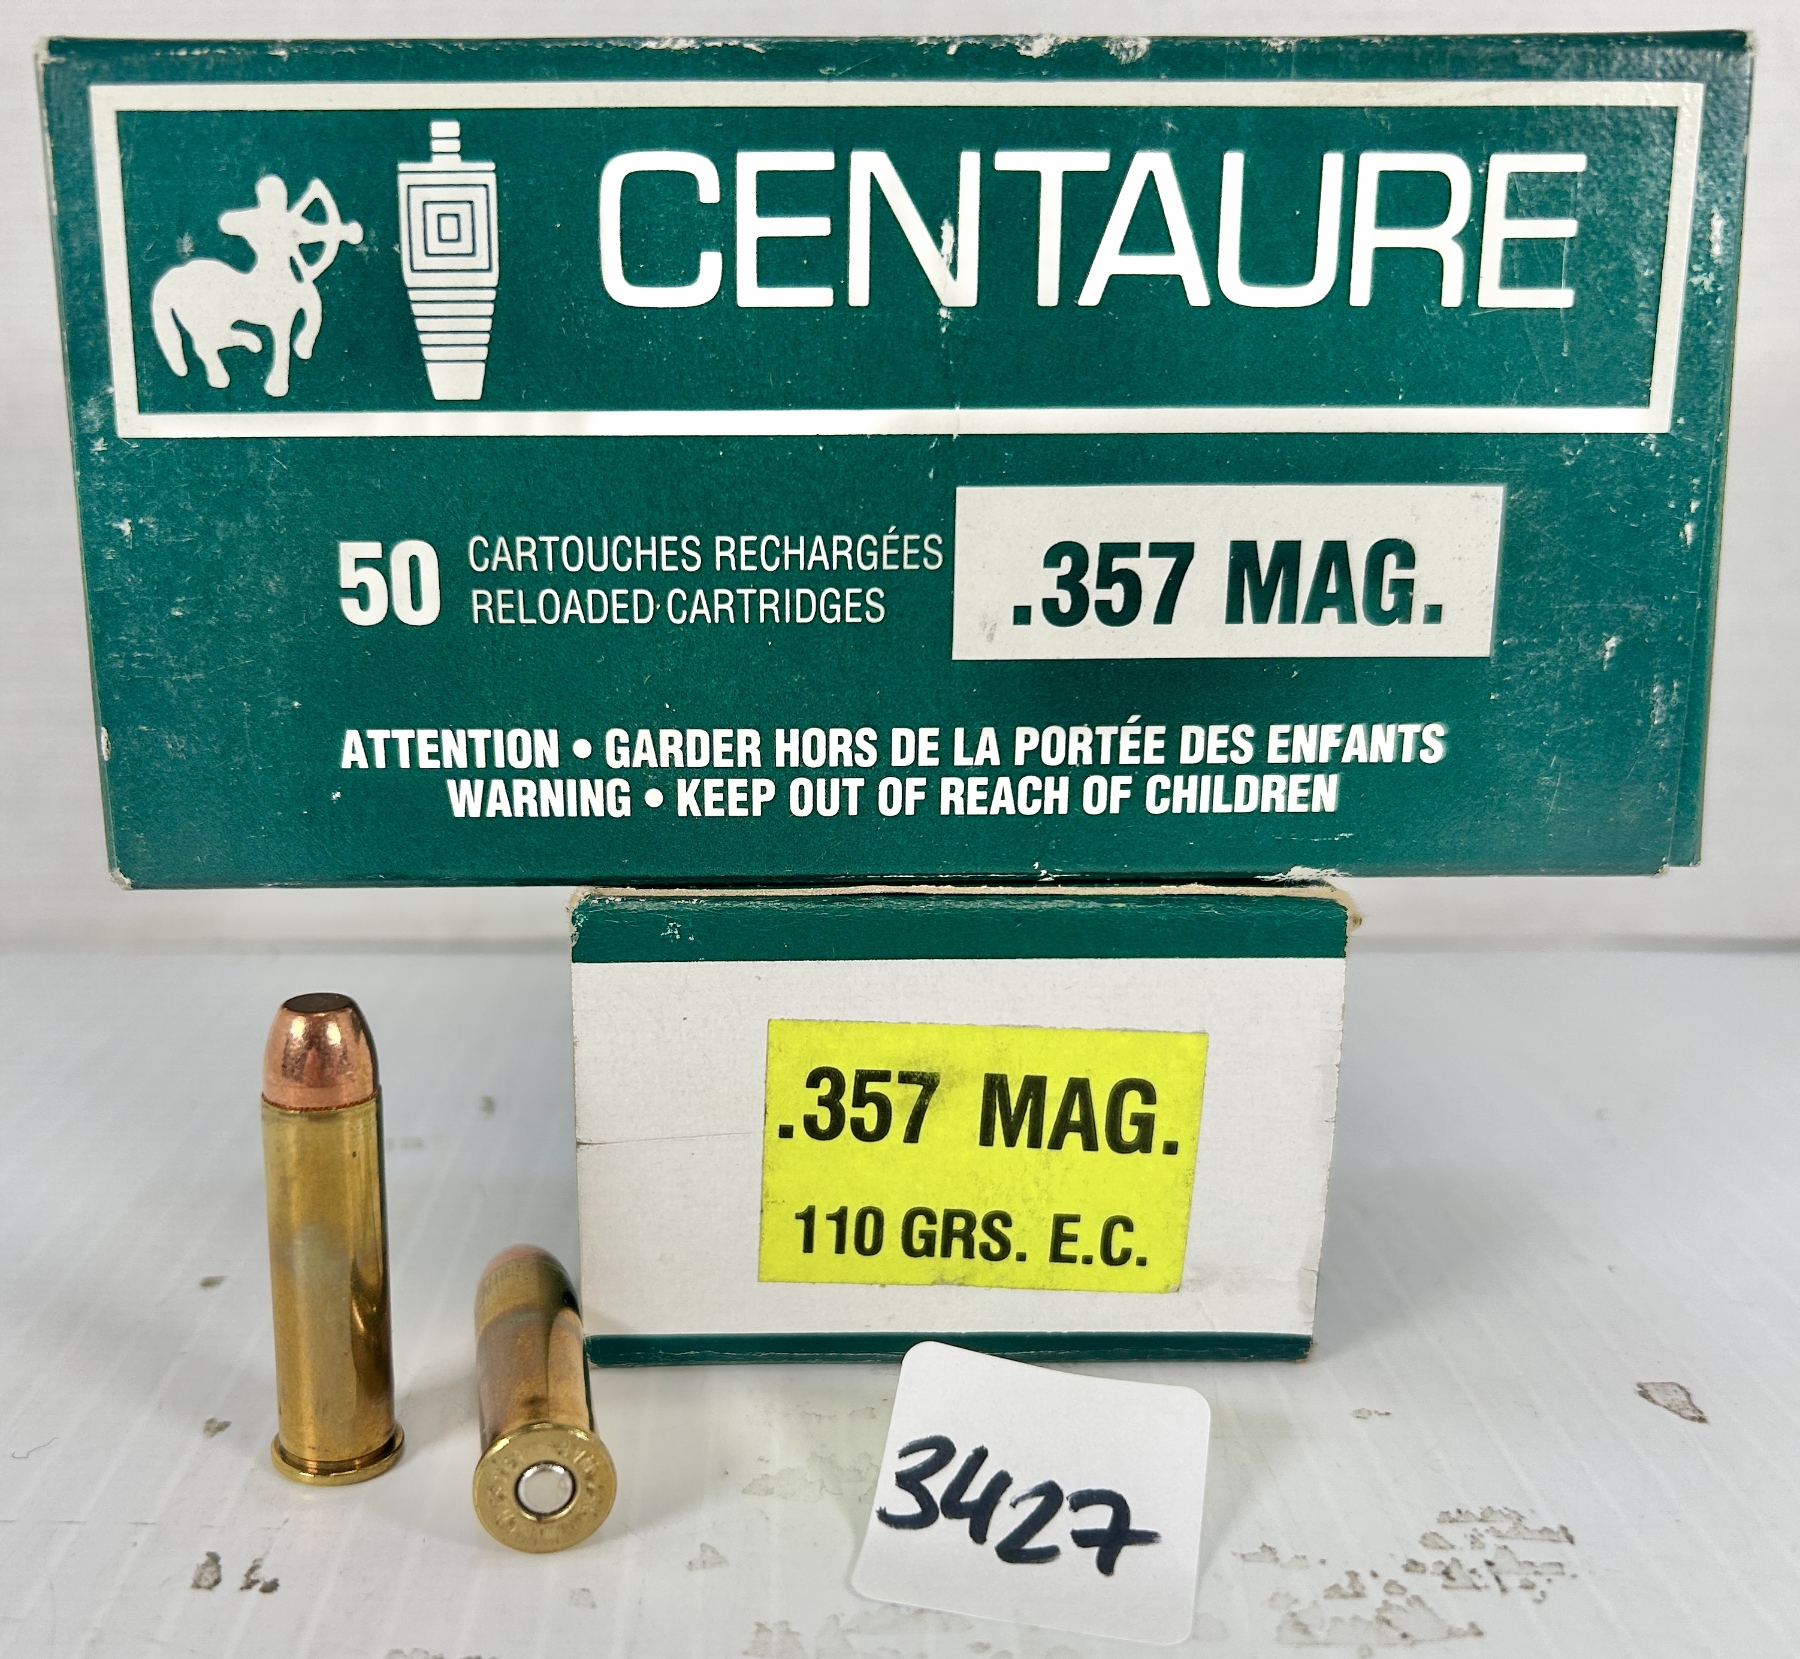 CENTAURE
50 CARTOUCHES RECHARGÉES
RELOADED CARTRIDGES
.357 MAG.
ATTENTION • GARDER HORS DE LA PORTÉE DES ENFANTS
WARNING • KEEP OUT OF REACH OF CHILDREN
.357 MAG.
110 GRS. E.C.
3427